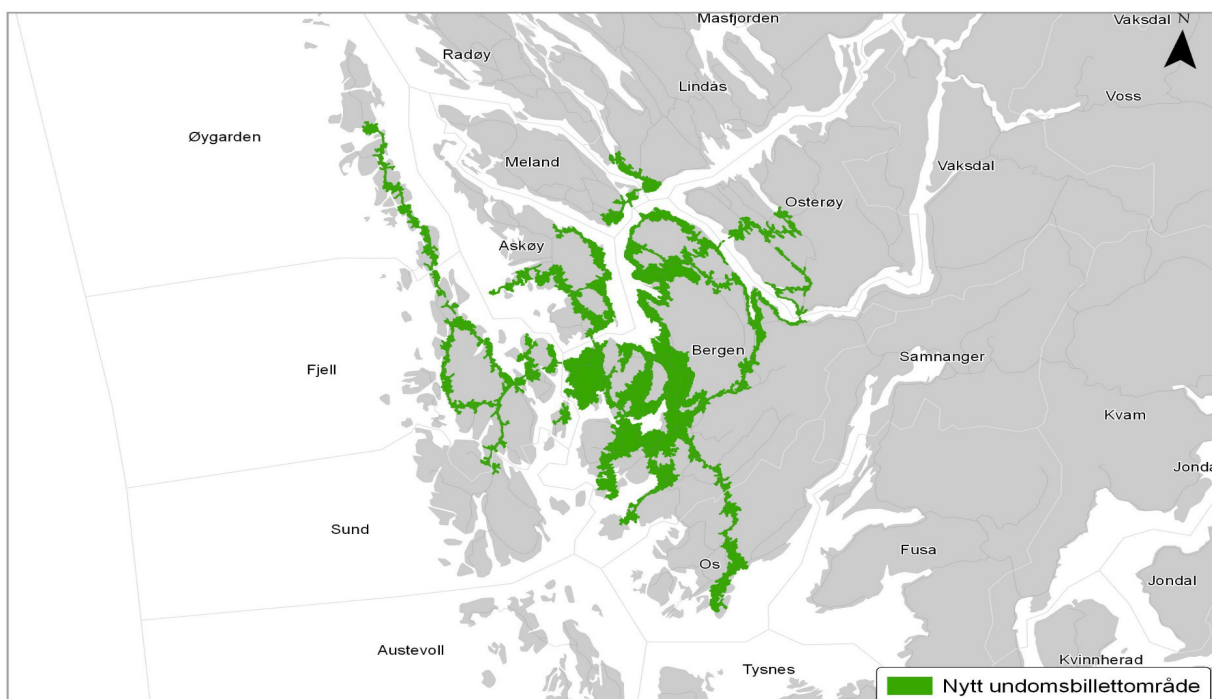 Masfjorden
Vaksdal
N
Radøy
Lindås
Voss
Øygarden
Meland
Vaksdal
Osterøy
Askøy
Bergen
Samnanger
Fjell
Kvam
Jond
Sund
Fusa
Os
Jondal
Austevoll
Tysnes
Kvinnherad
Nytt undomsbillettområde